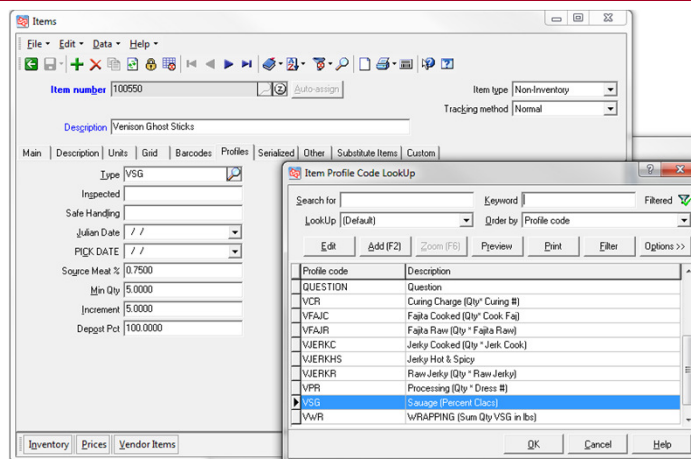 Items
File Edit Data Help
Item number 100550 Auto-assign Item type Non-Inventory
Tracking method Normal
Description Venison Ghost Sticks
Main Description Units Grid Barcodes Profiles Serialized Other Substitute Items Custom
Type VSG
Inspected
Safe Handling
Julian Date / /
PICK DATE / /
Source Meat % 0.7500
Min Qty 5.0000
Increment 5.0000
Depost Pct 100.0000
Inventory Prices Vendor Items
Item Profile Code LookUp
Search for Keyword Filtered
LookUp (Default) Order by Profile code
Edit Add (F2) Zoom (F6) Preview Print Filter Options >>
Profile code Description
QUESTION Question
VCR Curing Charge (Qty* Curing #)
VFAJC Fajita Cooked (Qty* Cook Faj)
VFAJR Fajita Raw (Qty * Fajita Raw)
VJERKC Jerky Cooked (Qty * Jerk Cook)
VJERKHS Jerky Hot & Spicy
VJERKR Raw Jerky (Qty * Raw Jerky)
VPR Processing (Qty * Dress #)
VSG Sauage (Percent Clacs)
VWR WRAPPING (Sum Qty VSG in lbs)
OK Cancel Help